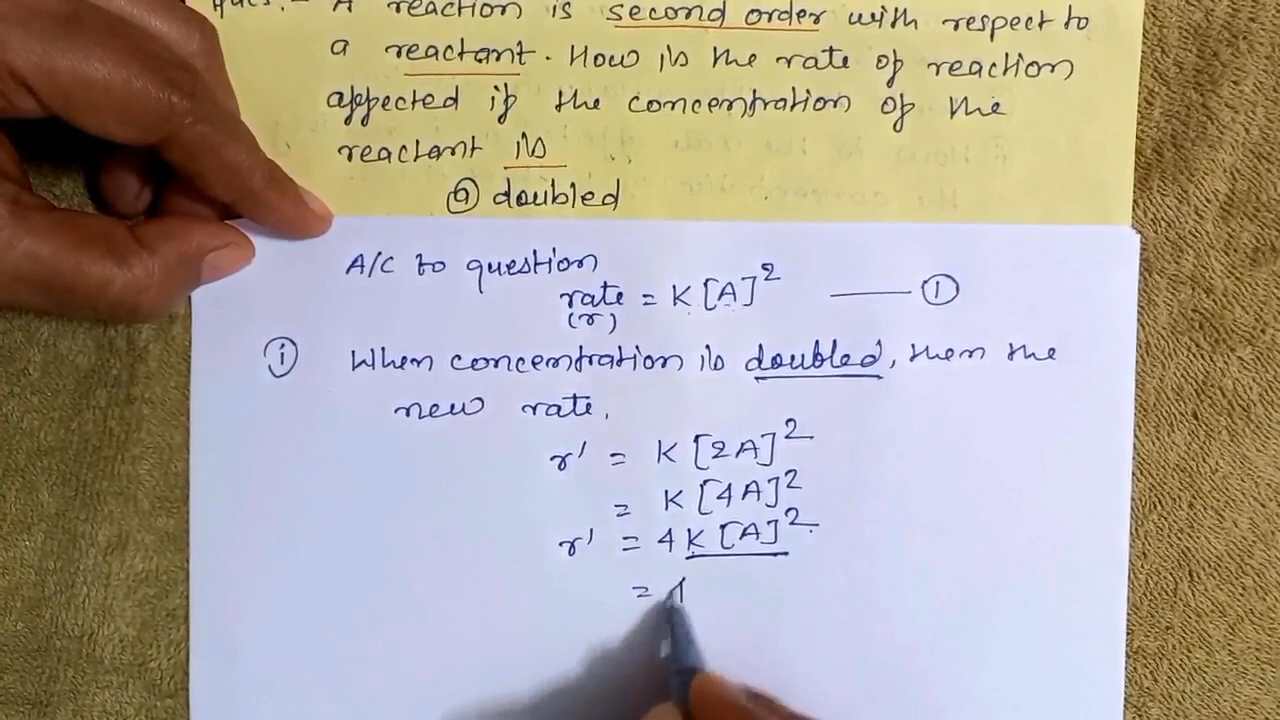 Ques:- A reaction is second order with respect to
a reactant. How is the rate of reaction
affected if the concentration of the
reactant is
(a) doubled
A/C to question
rate = K[A]² —— (1)
(r)
(i) When concentration is doubled, then the
new rate,
r' = K[2A]²
= K[4A]²
r' = 4K[A]²
= 4